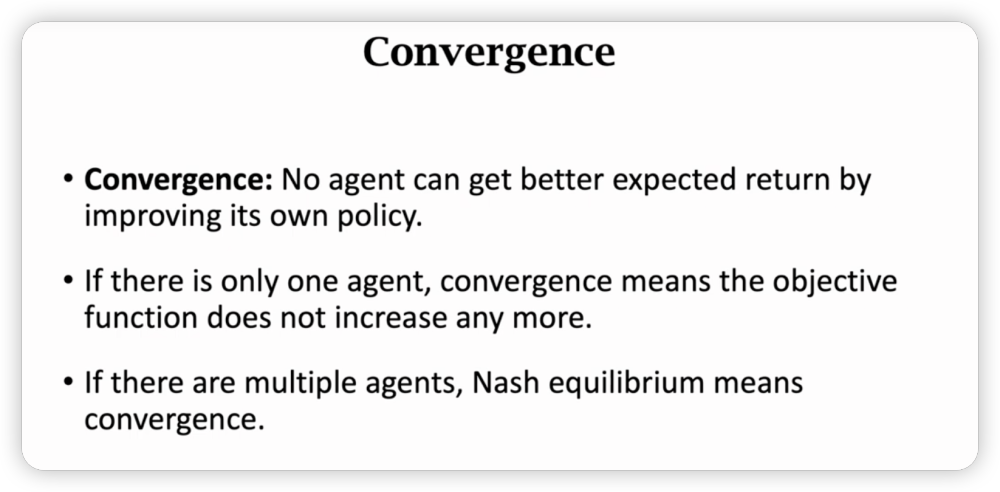 Convergence
• Convergence: No agent can get better expected return by
improving its own policy.
• If there is only one agent, convergence means the objective
function does not increase any more.
• If there are multiple agents, Nash equilibrium means
convergence.